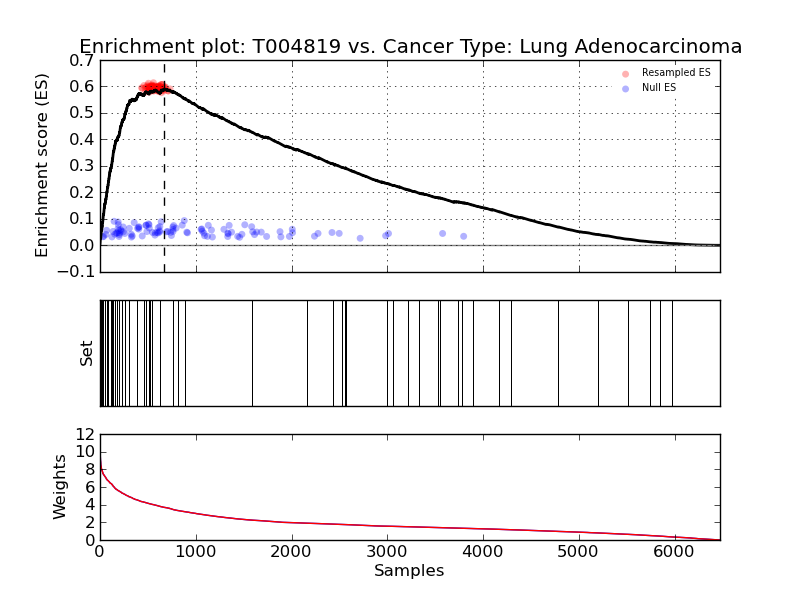 Enrichment plot: T004819 vs. Cancer Type: Lung Adenocarcinoma
Enrichment score (ES)
0.7
0.6
0.5
0.4
0.3
0.2
0.1
0.0
−0.1
Resampled ES
Null ES
Set
Weights
12
10
8
6
4
2
0
0 1000 2000 3000 4000 5000 6000
Samples